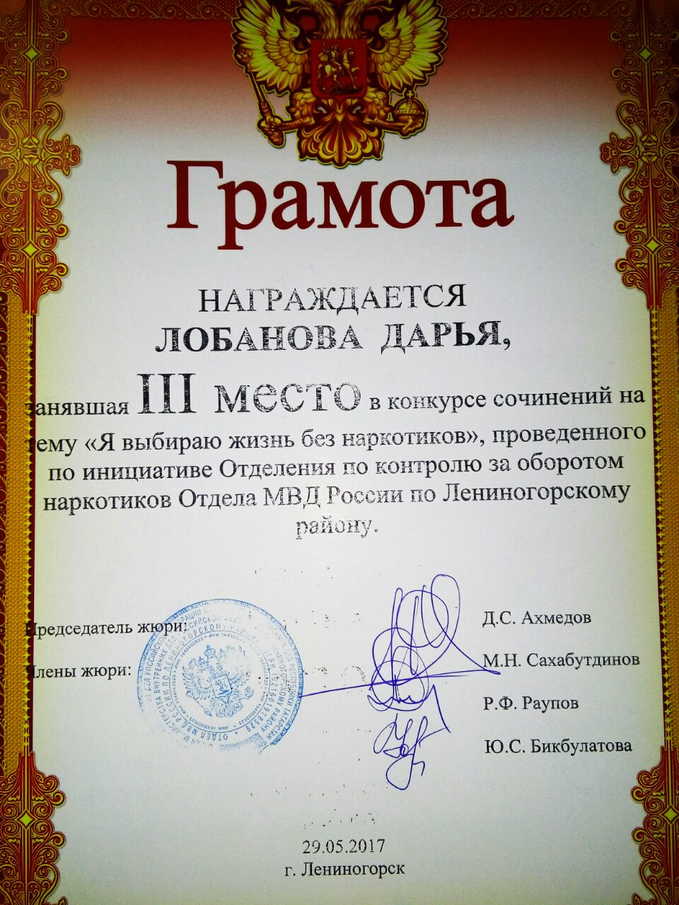 Грамота
НАГРАЖДАЕТСЯ
ЛОБАНОВА ДАРЬЯ,
занявшая III место в конкурсе сочинений на
тему «Я выбираю жизнь без наркотиков», проведенного
по инициативе Отделения по контролю за оборотом
наркотиков Отдела МВД России по Лениногорскому
району.
Председатель жюри:
Д.С. Ахмедов
Члены жюри:
М.Н. Сахабутдинов
Р.Ф. Раупов
Ю.С. Бикбулатова
29.05.2017
г. Лениногорск